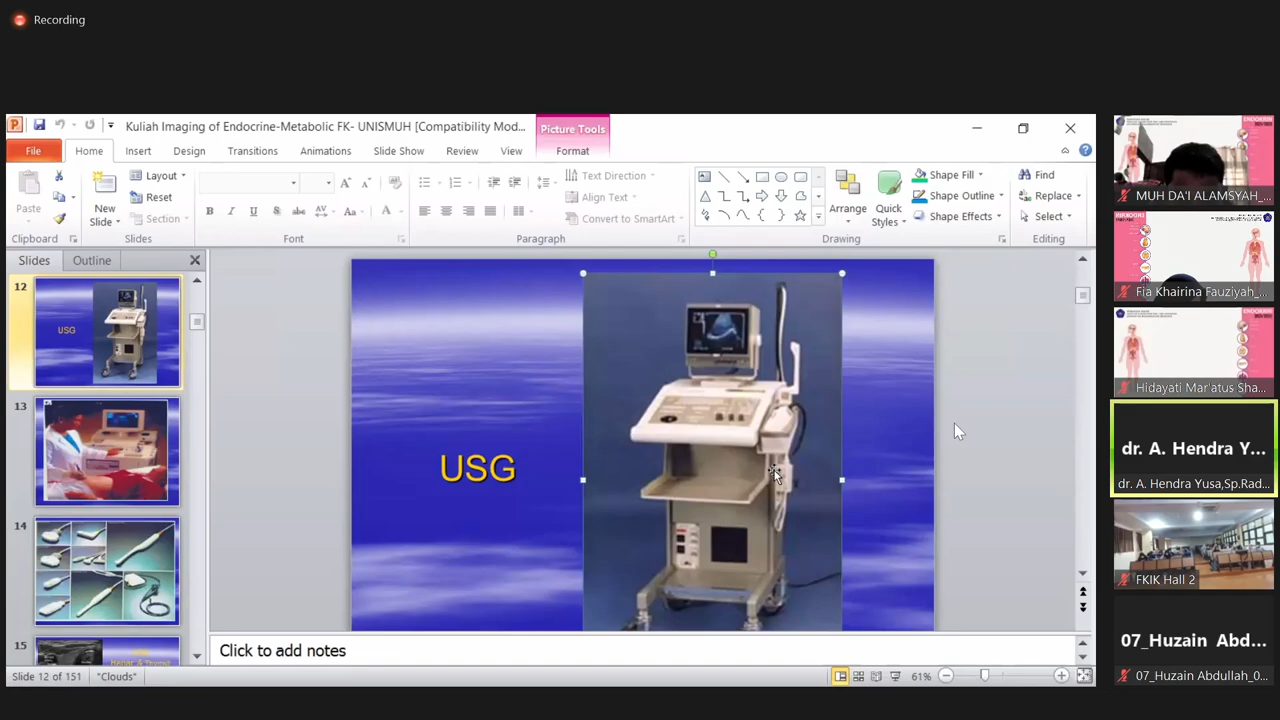 Recording
Kuliah Imaging of Endocrine-Metabolic FK- UNISMUH [Compatibility Mod...
Picture Tools
File
Home
Insert
Design
Transitions
Animations
Slide Show
Review
View
Format
Paste
Clipboard
New
Slide
Layout
Reset
Section
Slides
B I U S abc AV Aa A
Font
Text Direction
Align Text
Convert to SmartArt
Paragraph
Arrange
Quick
Styles
Shape Fill
Shape Outline
Shape Effects
Drawing
Find
Replace
Select
Editing
Slides
Outline
12
USG
13
14
15
USG
Click to add notes
Slide 12 of 151
"Clouds"
61%
MUH DA'I ALAMSYAH_...
Fia Khairina Fauziyah_...
Hidayati Mar'atus Sha...
dr. A. Hendra Y...
dr. A. Hendra Yusa,Sp.Rad...
FKIK Hall 2
07_Huzain Abd...
07_Huzain Abdullah_0...